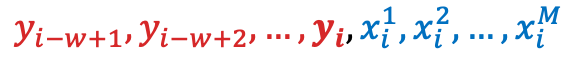 y_{i-w+1}, y_{i-w+2}, ..., y_i, x_i^1, x_i^2, ..., x_i^M